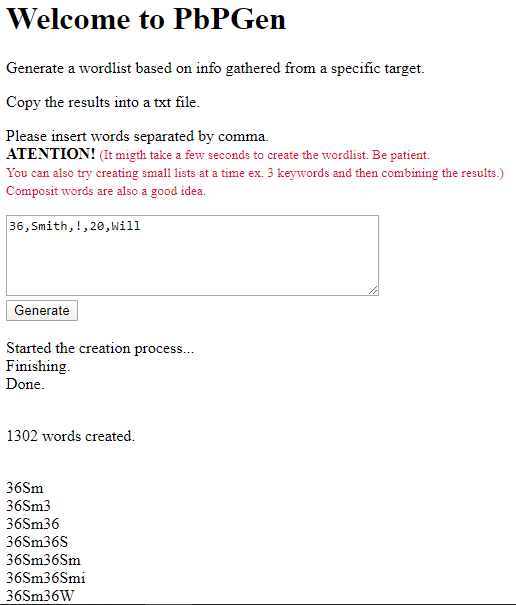 Welcome to PbPGen
Generate a wordlist based on info gathered from a specific target.
Copy the results into a txt file.
Please insert words separated by comma.
ATENTION! (It migth take a few seconds to create the wordlist. Be patient.
You can also try creating small lists at a time ex. 3 keywords and then combining the results.)
Composit words are also a good idea.
36,Smith,!,20,Will
Generate
Started the creation process...
Finishing.
Done.
1302 words created.
36Sm
36Sm3
36Sm36
36Sm36S
36Sm36Sm
36Sm36Smi
36Sm36W